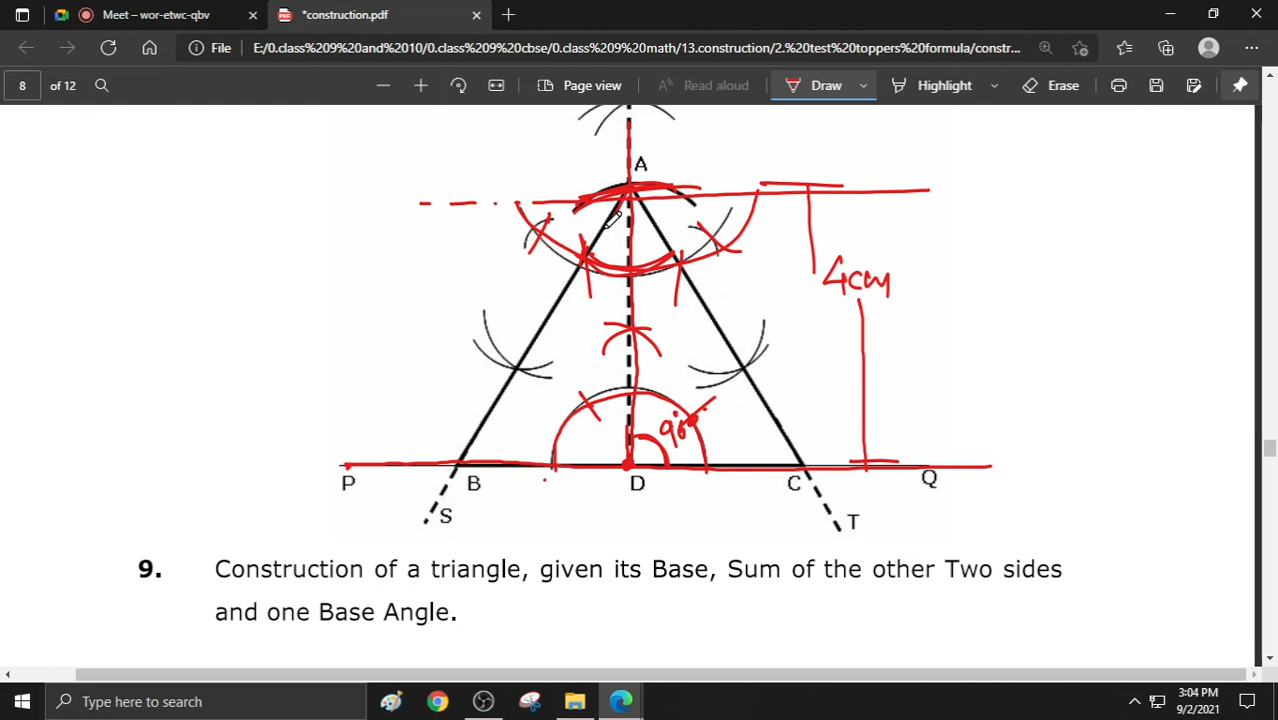 Meet – wor-etwc-qbv
*construction.pdf
File
E:/0.class%209%20and%2010/0.class%209%20cbse/0.class%209%20math/13.construction/2.%20test%20toppers%20formula/constr...
8 of 12
Page view
Read aloud
Draw
Highlight
Erase
A
4cm
90°
P B D C Q
S T
9. Construction of a triangle, given its Base, Sum of the other Two sides
and one Base Angle.
Type here to search
3:04 PM
9/2/2021